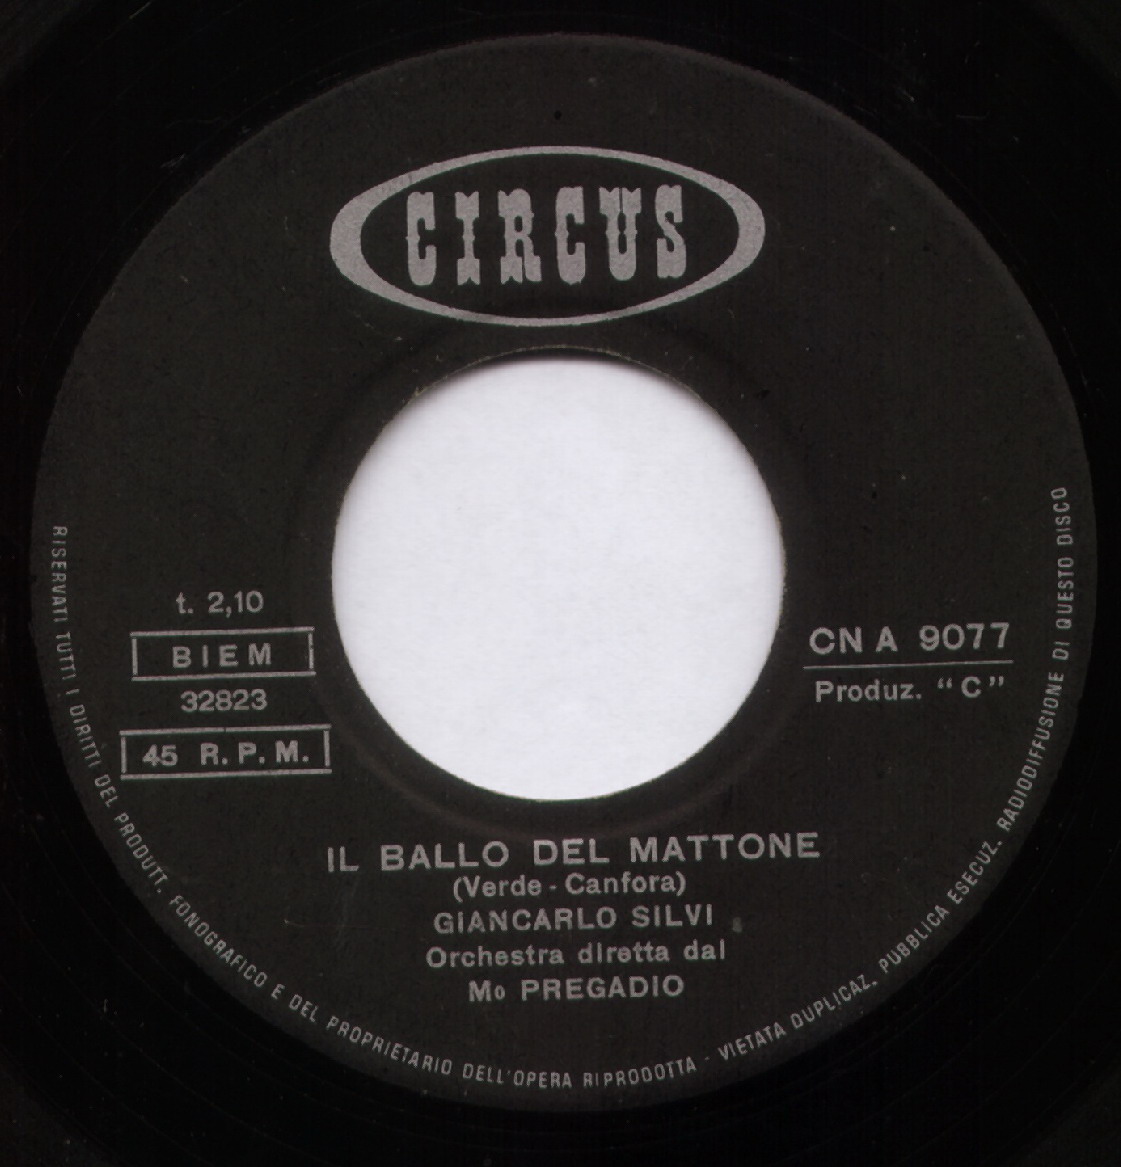 CIRCUS
t. 2,10
BIEM
32823
45 R.P.M.
CN A 9077
Produz. "C"
IL BALLO DEL MATTONE
(Verde - Canfora)
GIANCARLO SILVI
Orchestra diretta dal
Mo PREGADIO
RISERVATI TUTTI I DIRITTI DEL PRODUTT. FONOGRAFICO E DEL PROPRIETARIO DELL'OPERA RIPRODOTTA - VIETATA DUPLICAZ. PUBBLICA ESECUZ. RADIODIFFUSIONE DI QUESTO DISCO